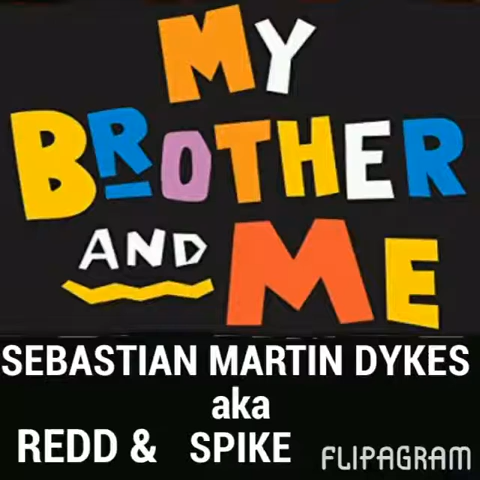 MY
BROTHER
AND ME
SEBASTIAN MARTIN DYKES
aka
REDD & SPIKE
FLIPAGRAM